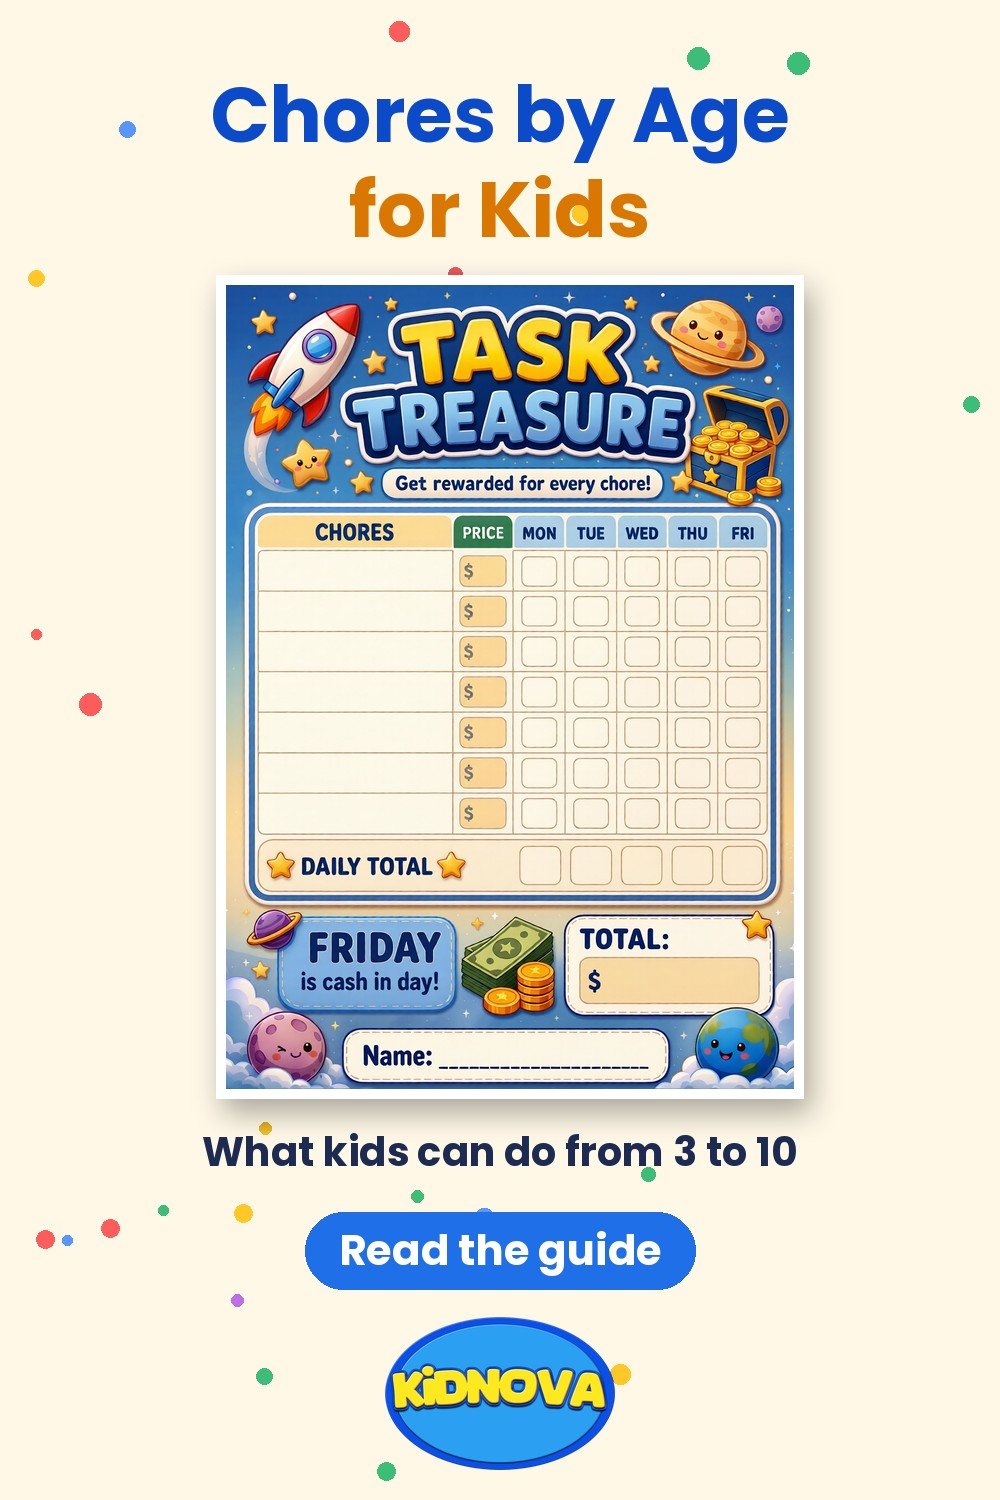 Chores by Age
for Kids
TASK
TREASURE
Get rewarded for every chore!
CHORES PRICE MON TUE WED THU FRI
$
$
$
$
$
$
$
DAILY TOTAL
FRIDAY
is cash in day!
TOTAL:
$
Name: ____________________
What kids can do from 3 to 10
Read the guide
KiDNOVA